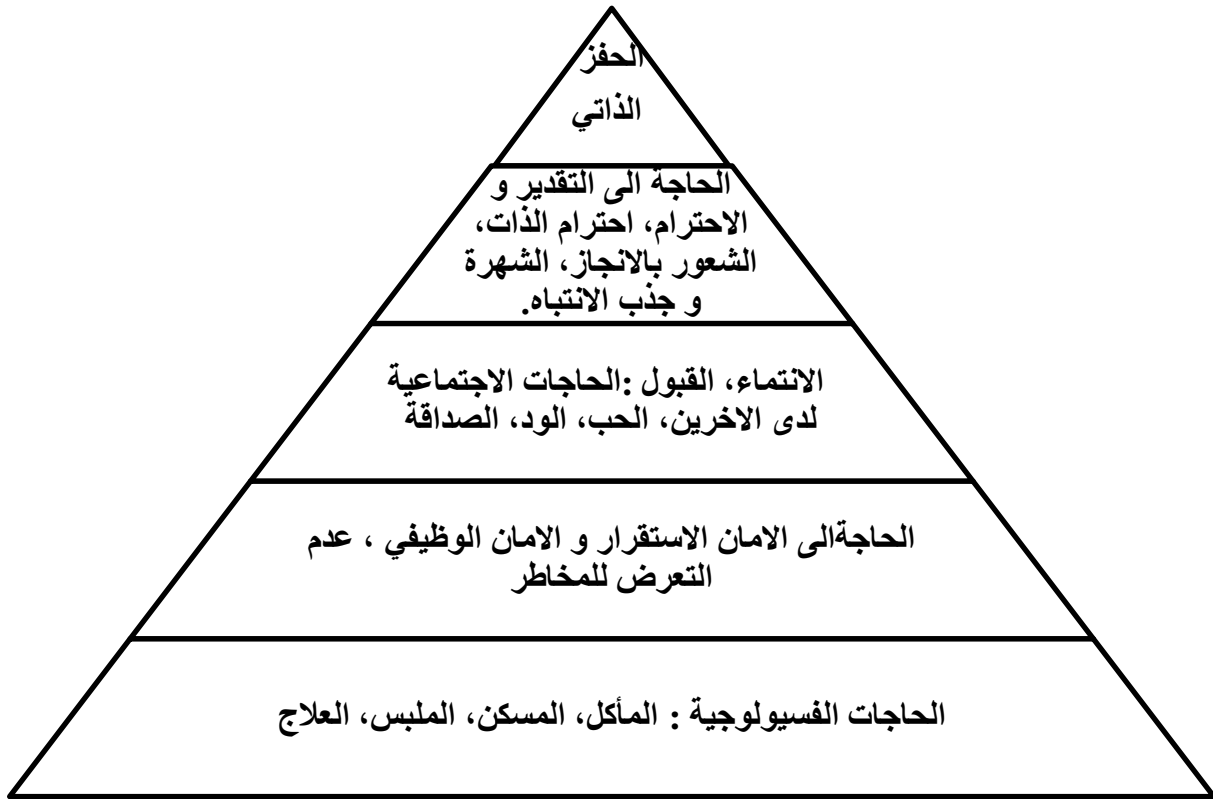 الحفز
الذاتي
الحاجة الى التقدير و
الاحترام، احترام الذات،
الشعور بالانجاز، الشهرة
و جذب الانتباه.
الانتماء، القبول :الحاجات الاجتماعية
لدى الاخرين، الحب، الود، الصداقة
الحاجةالى الامان الاستقرار و الامان الوظيفي ، عدم
التعرض للمخاطر
الحاجات الفسيولوجية : المأكل، المسكن، الملبس، العلاج